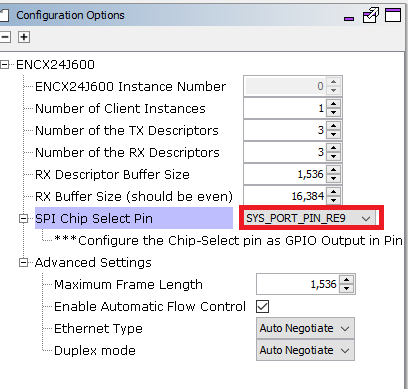 Configuration Options
ENCX24J600
ENCX24J600 Instance Number 0
Number of Client Instances 1
Number of the TX Descriptors 3
Number of the RX Descriptors 3
RX Descriptor Buffer Size 1,536
RX Buffer Size (should be even) 16,384
SPI Chip Select Pin SYS_PORT_PIN_RE9
***Configure the Chip-Select pin as GPIO Output in Pin
Advanced Settings
Maximum Frame Length 1,536
Enable Automatic Flow Control
Ethernet Type Auto Negotiate
Duplex mode Auto Negotiate